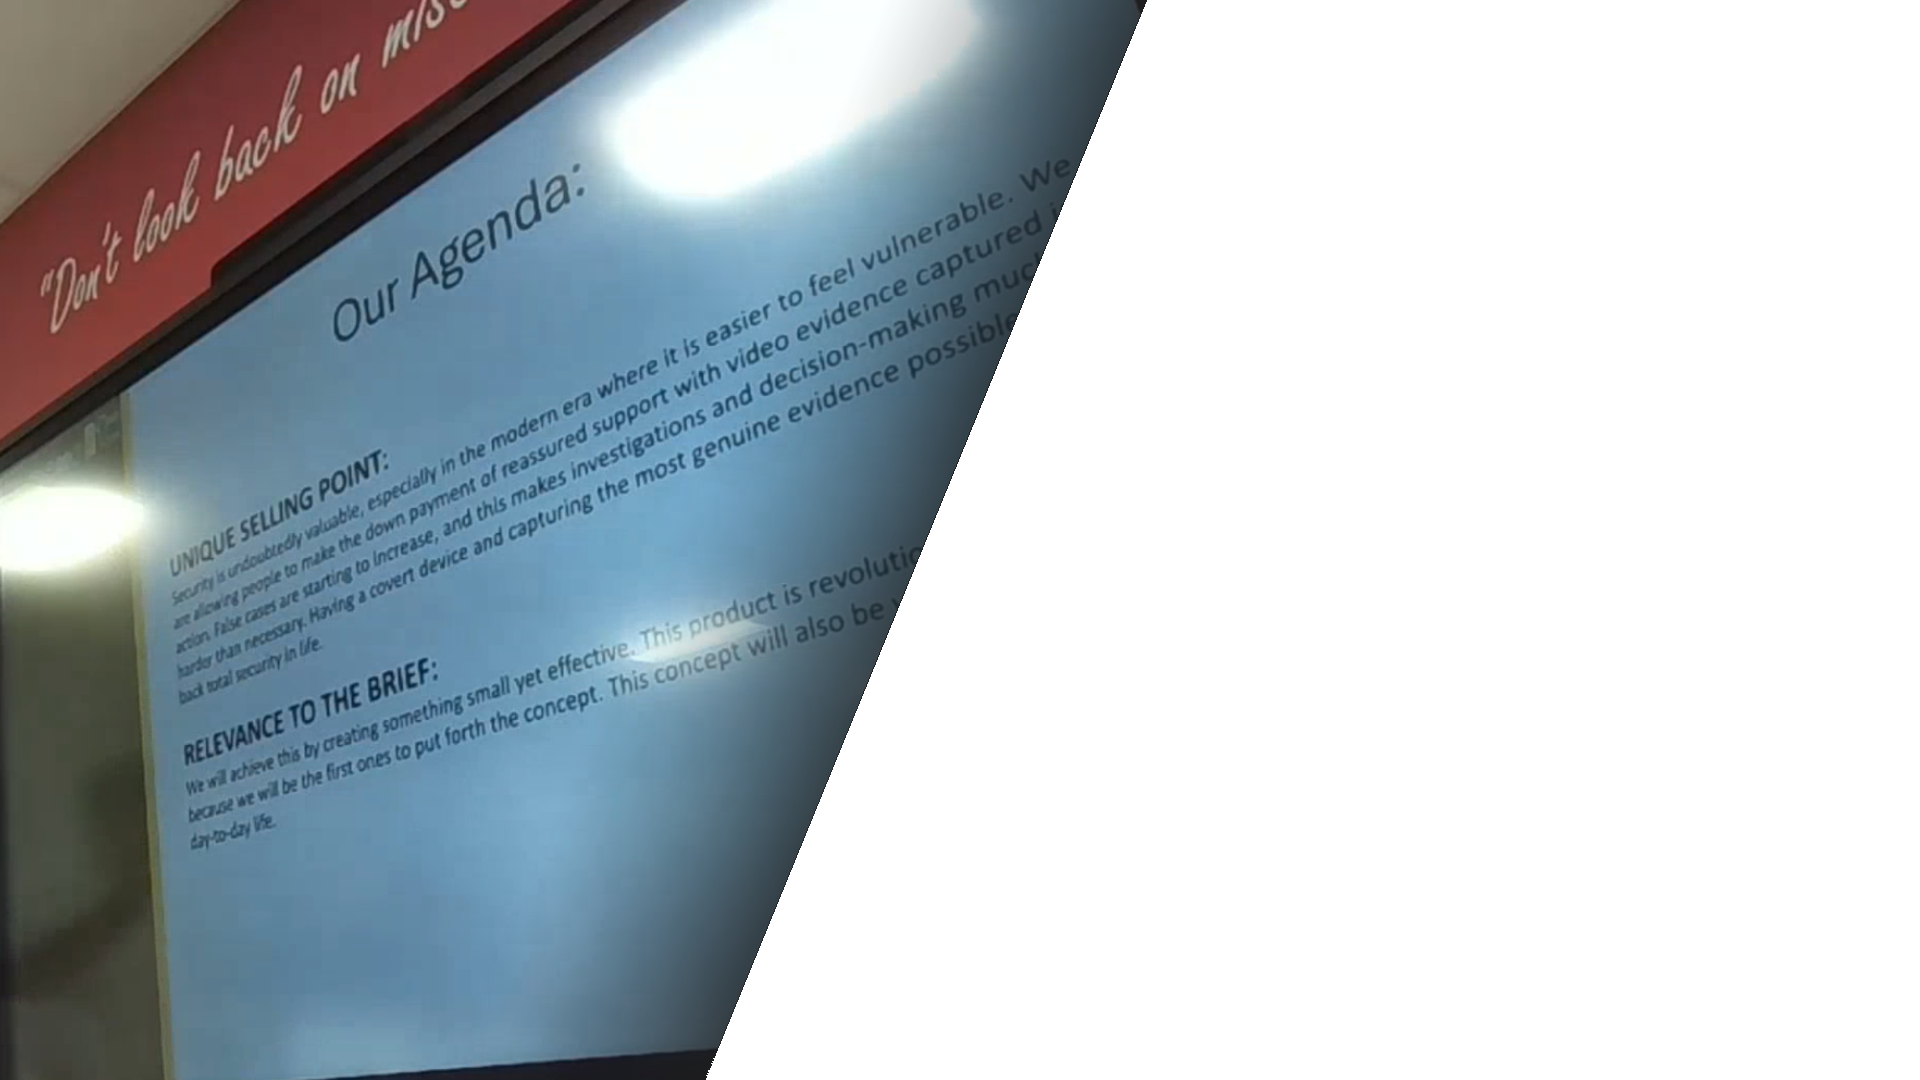 "Don't look back on
Our Agenda:
UNIQUE SELLING POINT:
Security is undoubtedly valuable, especially in the modern era where it is easier to feel vulnerable. We
are allowing people to make the down payment of reassured support with video evidence captured
action. False cases are starting to increase, and this makes investigations and decision-making
harder than necessary. Having a covert device and capturing the most genuine evidence possible
back total security in life.
RELEVANCE TO THE BRIEF:
We will achieve this by creating something small yet effective. This product is
because we will be the first ones to put forth the concept. This concept will also be
day-to-day life.